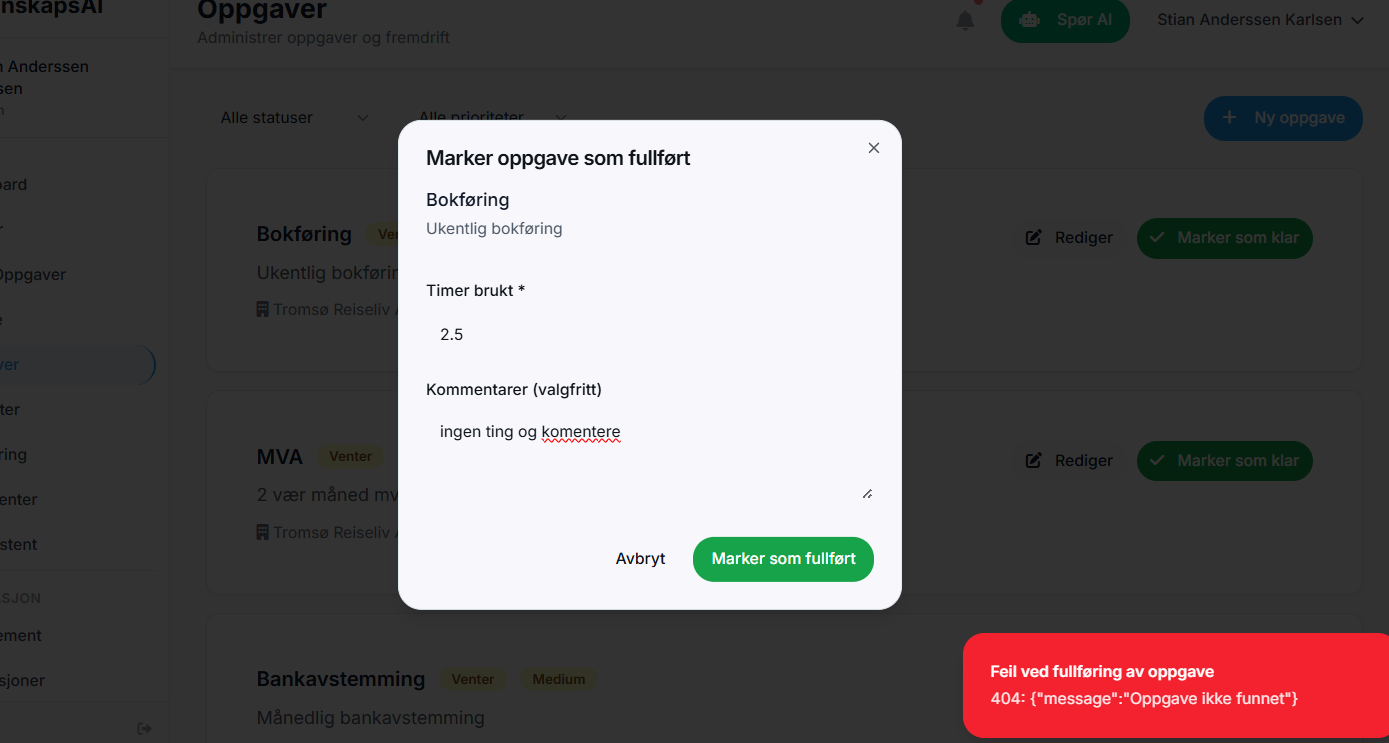 nskapsAI
Oppgaver
Administrer oppgaver og fremdrift
Spør AI
Stian Anderssen Karlsen
n Anderssen
sen
Alle statuser
Alle prioriteter
+ Ny oppgave
ard
r
Oppgaver
e
ver
ter
ring
enter
stent
SJON
ement
sjoner
Marker oppgave som fullført
Bokføring
Ukentlig bokføring
Timer brukt *
2.5
Kommentarer (valgfritt)
ingen ting og komentere
Avbryt
Marker som fullført
Bokføring
Ven
Ukentlig bokførin
Tromsø Reiseliv A
Rediger
Marker som klar
MVA
Venter
2 vær måned mv
Tromsø Reiseliv A
Rediger
Marker som klar
Bankavstemming
Venter
Medium
Månedlig bankavstemming
Feil ved fullføring av oppgave
404: {"message":"Oppgave ikke funnet"}